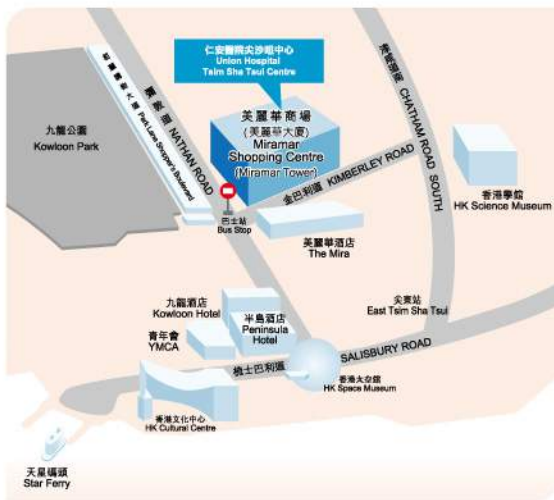 仁安醫院尖沙咀中心
Union Hospital
Tsim Sha Tsui Centre
美麗華商場
(美麗華大廈)
Miramar
Shopping Centre
(Miramar Tower)
九龍公園
Kowloon Park
Park Lane Shopper's Boulevard
彌敦道 NATHAN ROAD
漆咸道南 CHATHAM ROAD SOUTH
金巴利道 KIMBERLEY ROAD
香港學館
HK Science Museum
巴士站
Bus Stop
美麗華酒店
The Mira
九龍酒店
Kowloon Hotel
半島酒店
Peninsula
Hotel
青年會
YMCA
尖東站
East Tsim Sha Tsui
梳士巴利道 SALISBURY ROAD
香港太空館
HK Space Museum
香港文化中心
HK Cultural Centre
天星碼頭
Star Ferry